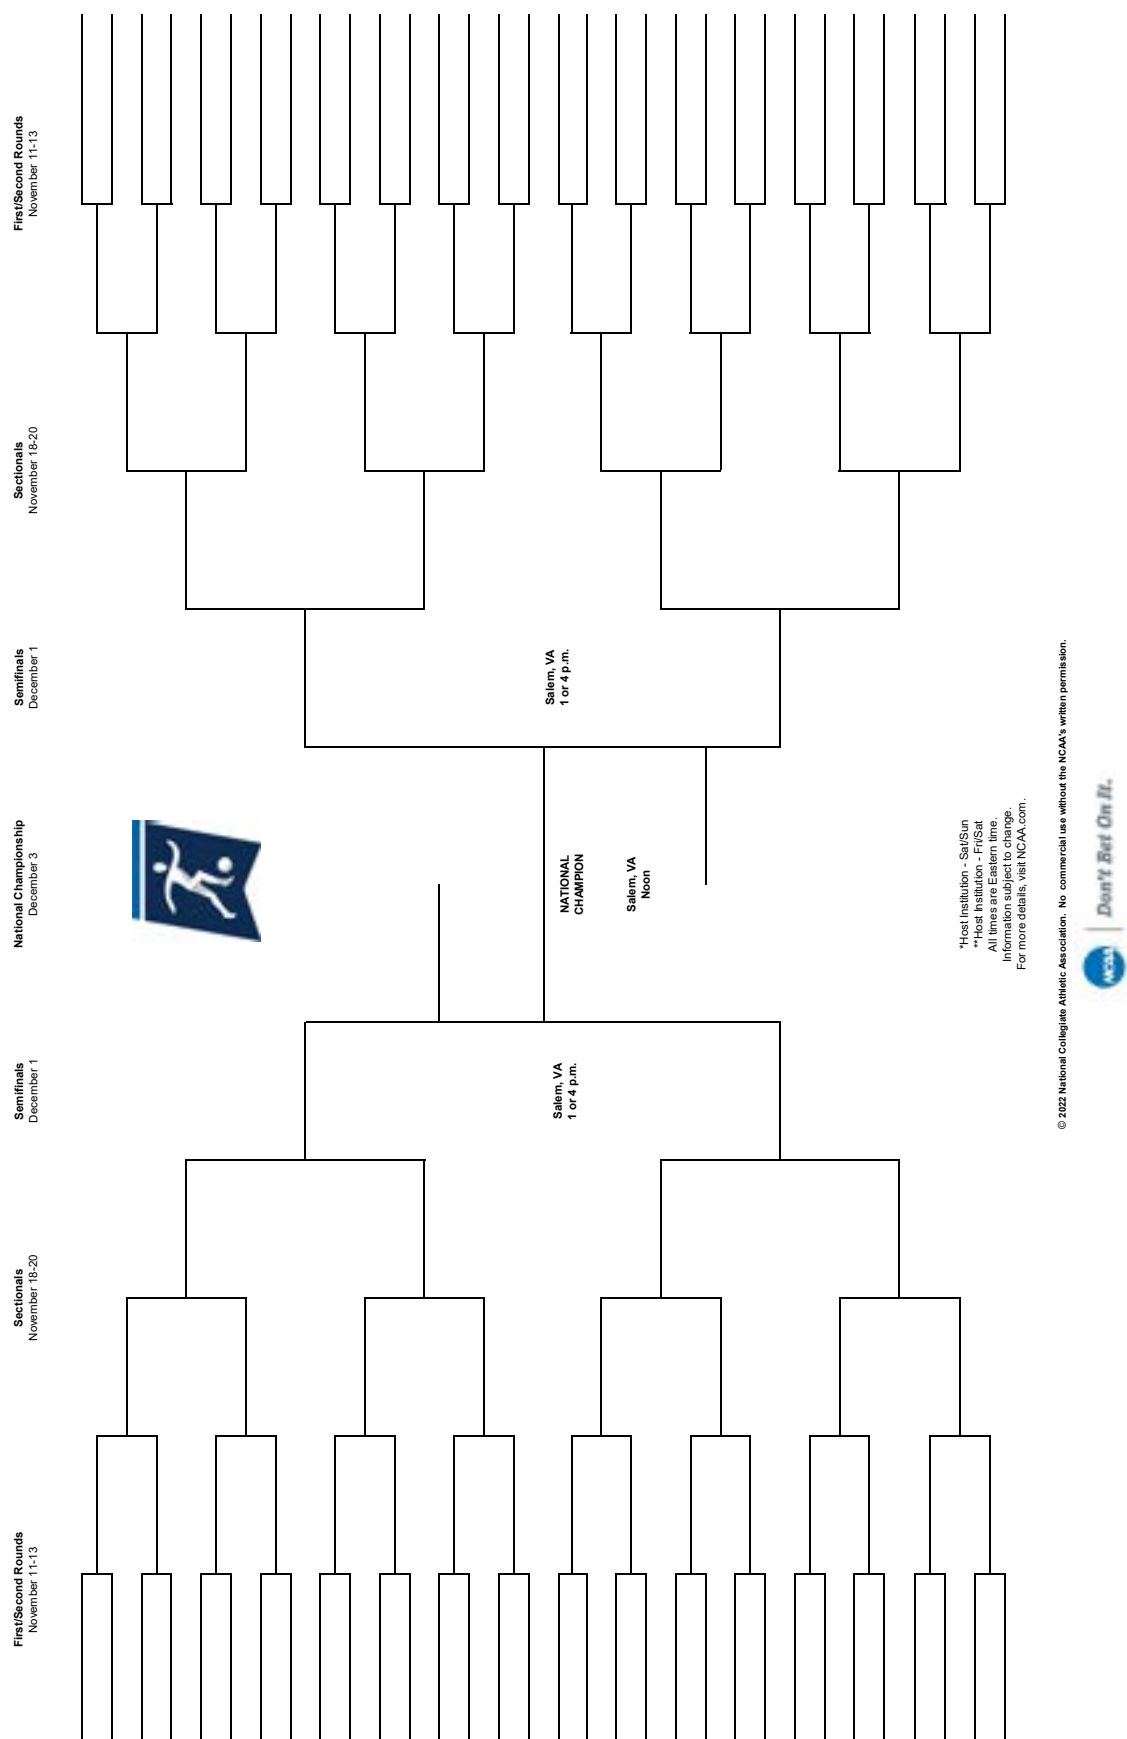 First/Second Rounds
November 11-13
Sectionals
November 18-20
Semifinals
December 1
National Championship
December 3
Semifinals
December 1
Sectionals
November 18-20
First/Second Rounds
November 11-13
Salem, VA
1 or 4 p.m.
NATIONAL
CHAMPION
Salem, VA
Noon
Salem, VA
1 or 4 p.m.
*Host Institution - Sat/Sun
**Host Institution - Fri/Sat
All times are Eastern time.
Information subject to change.
For more details, visit NCAA.com.
© 2022 National Collegiate Athletic Association. No commercial use without the NCAA's written permission.
NCAA
Don't Bet On It.